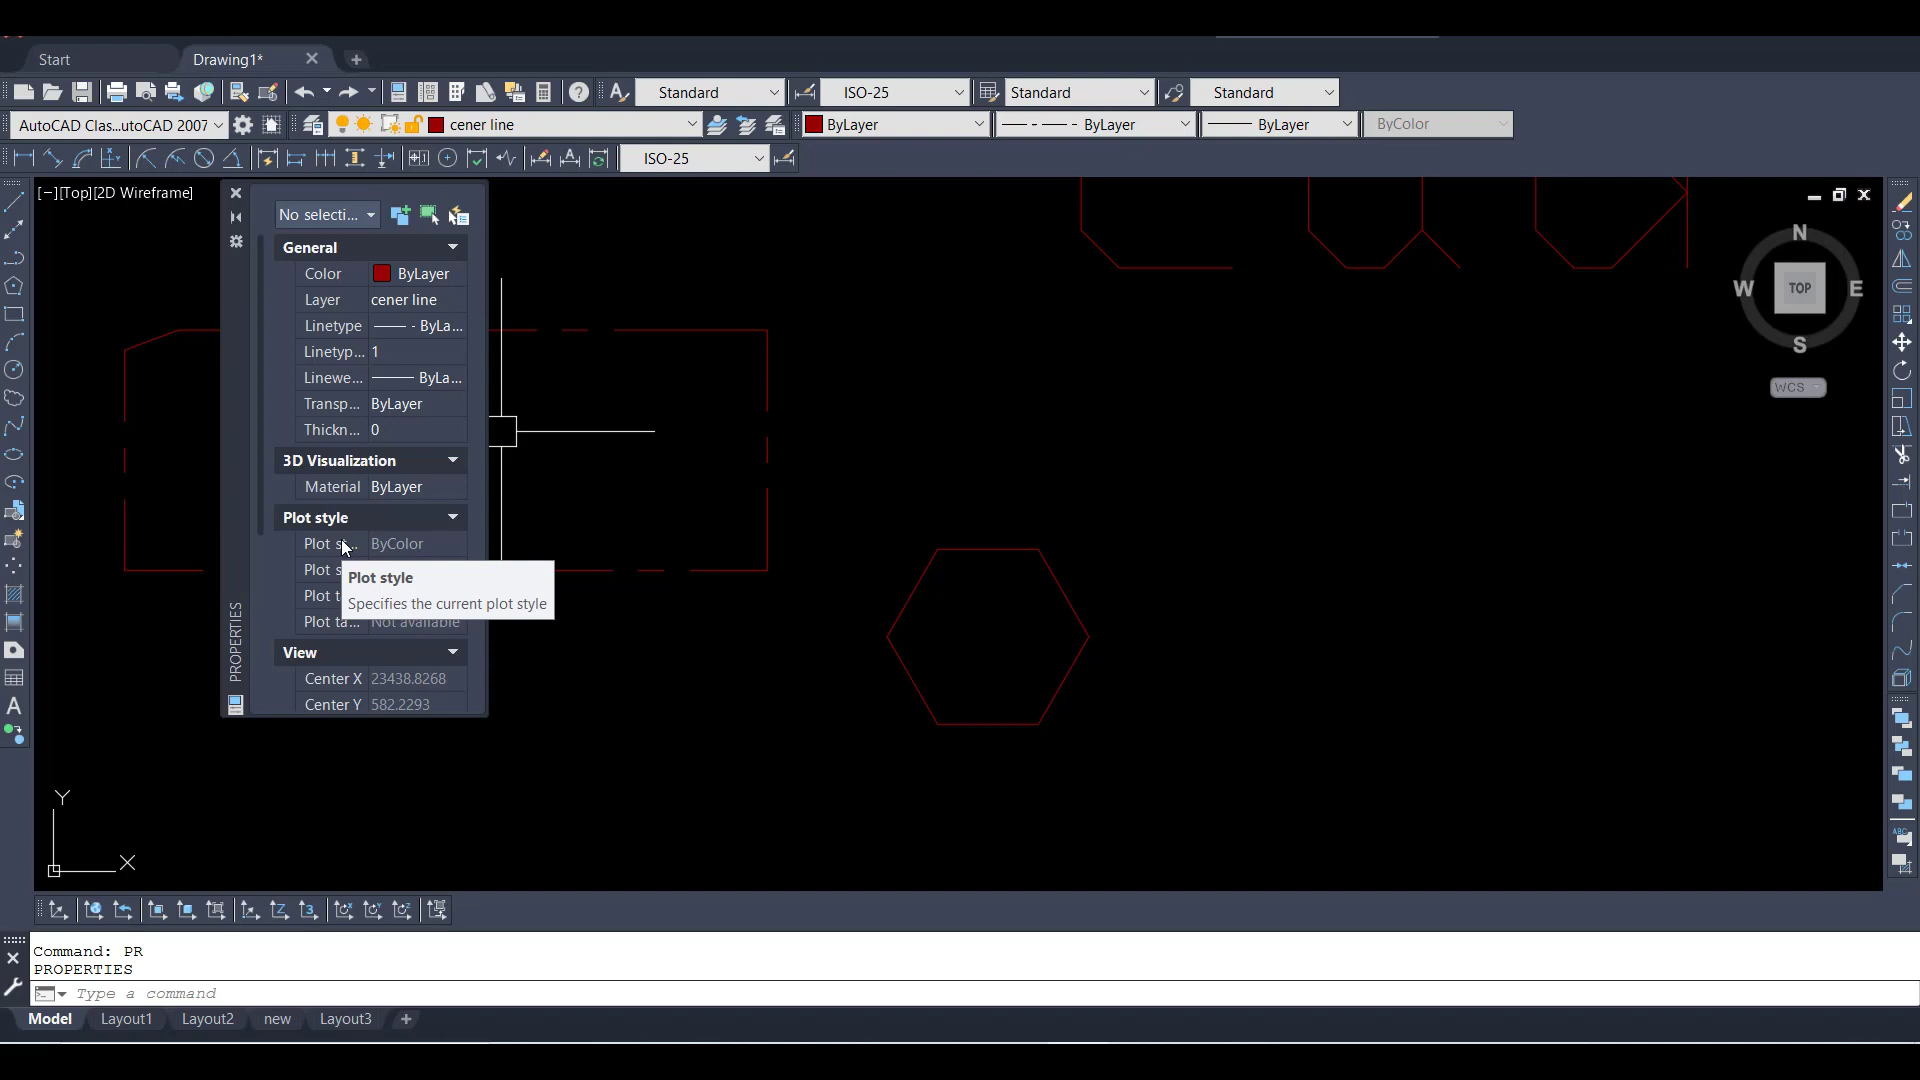 Start
Drawing1*
Standard
ISO-25
Standard
Standard
AutoCAD Clas...utoCAD 2007
cener line
ByLayer
ByLayer
ByLayer
ByColor
ISO-25
[−][Top][2D Wireframe]
No selecti...
General
Color ByLayer
Layer cener line
Linetype ByLa...
Linetyp... 1
Linewe... ByLa...
Transp... ByLayer
Thickn... 0
3D Visualization
Material ByLayer
Plot style
Plot s... ByColor
Plot s
Plot t
Plot ta... Not available
Plot style
Specifies the current plot style
View
Center X 23438.8268
Center Y 582.2293
PROPERTIES
N
W TOP E
S
WCS
Y
X
Command: PR
PROPERTIES
Type a command
Model
Layout1
Layout2
new
Layout3